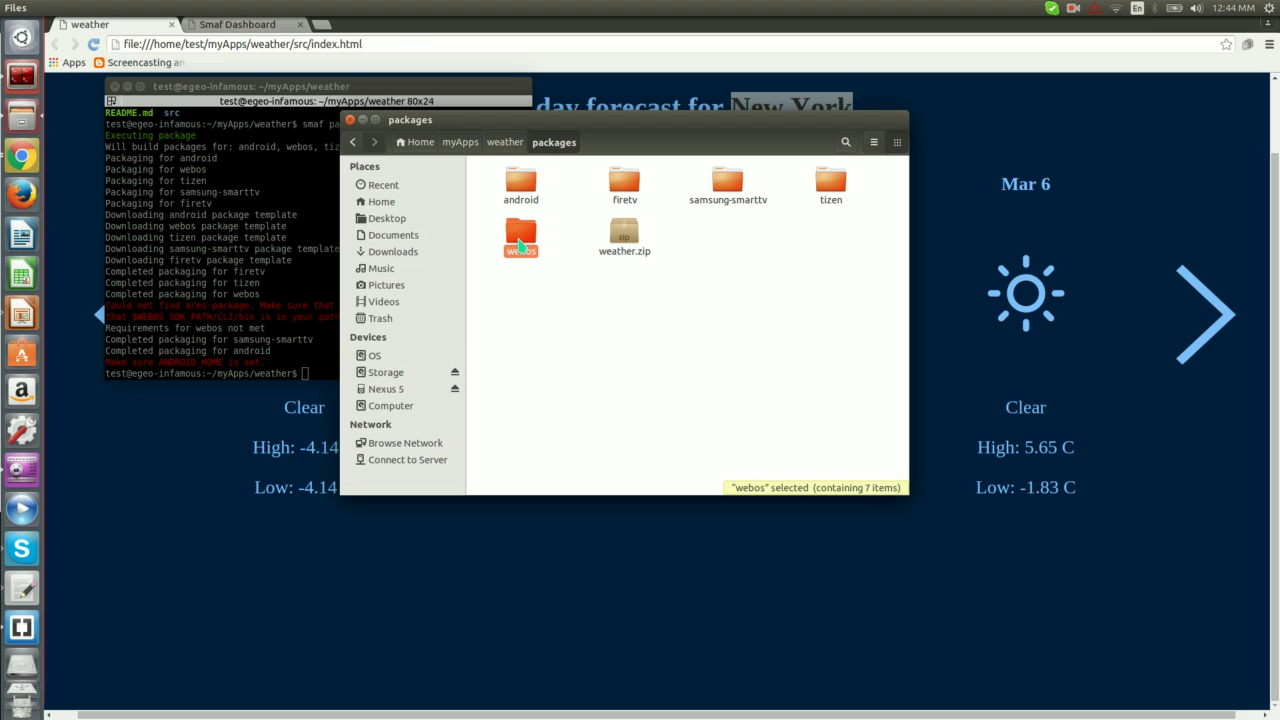 Files
En
12:44 MM
weather
Smaf Dashboard
file:///home/test/myApps/weather/src/index.html
Apps
Screencasting an
day forecast for New York
test@egeo-infamous: ~/myApps/weather
test@egeo-infamous: ~/myApps/weather 80x24
README.md src
test@egeo-infamous:~/myApps/weather$ smaf pa
Executing package
Will build packages for: android, webos, tiz
Packaging for android
Packaging for webos
Packaging for tizen
Packaging for samsung-smarttv
Packaging for firetv
Downloading android package template
Downloading webos package template
Downloading tizen package template
Downloading samsung-smarttv package template
Downloading firetv package template
Completed packaging for firetv
Completed packaging for tizen
Completed packaging for webos
Could not find ares-package. Make sure that
that $WEBOS_SDK_PATH/CLI/bin is in your path
Requirements for webos not met
Completed packaging for samsung-smarttv
Completed packaging for android
Make sure ANDROID_HOME is set.
test@egeo-infamous:~/myApps/weather$
packages
Home
myApps
weather
packages
Places
Recent
Home
Desktop
Documents
Downloads
Music
Pictures
Videos
Trash
Devices
OS
Storage
Nexus 5
Computer
Network
Browse Network
Connect to Server
android
firetv
samsung-smarttv
tizen
webos
zip
weather.zip
"webos" selected (containing 7 items)
Clear
High: -4.14
Low: -4.14
Mar 6
Clear
High: 5.65 C
Low: -1.83 C